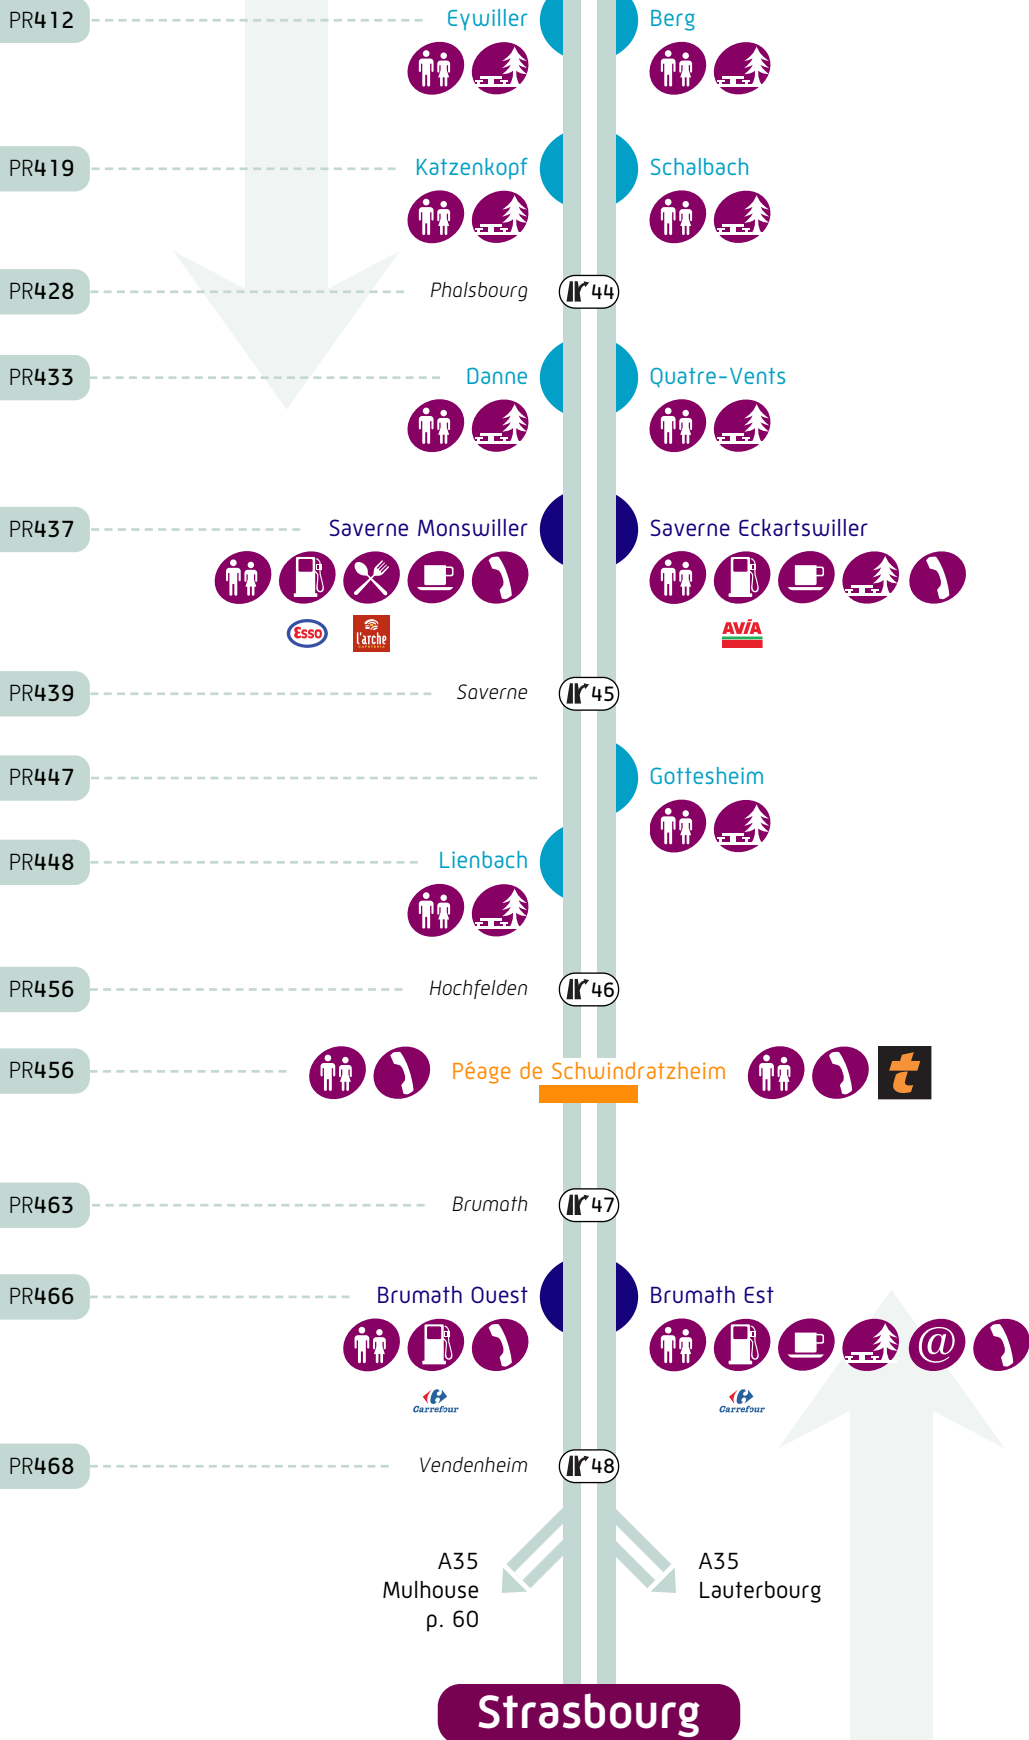 PR412
Eywiller
Berg
PR419
Katzenkopf
Schalbach
PR428
Phalsbourg
44
PR433
Danne
Quatre-Vents
PR437
Saverne Monswiller
Saverne Eckartswiller
Esso
l'arche
CAFETERIA
AVIA
PR439
Saverne
45
PR447
Gottesheim
PR448
Lienbach
PR456
Hochfelden
46
PR456
Péage de Schwindratzheim
t
PR463
Brumath
47
PR466
Brumath Ouest
Brumath Est
@
Carrefour
Carrefour
PR468
Vendenheim
48
A35
Mulhouse
p. 60
A35
Lauterbourg
Strasbourg